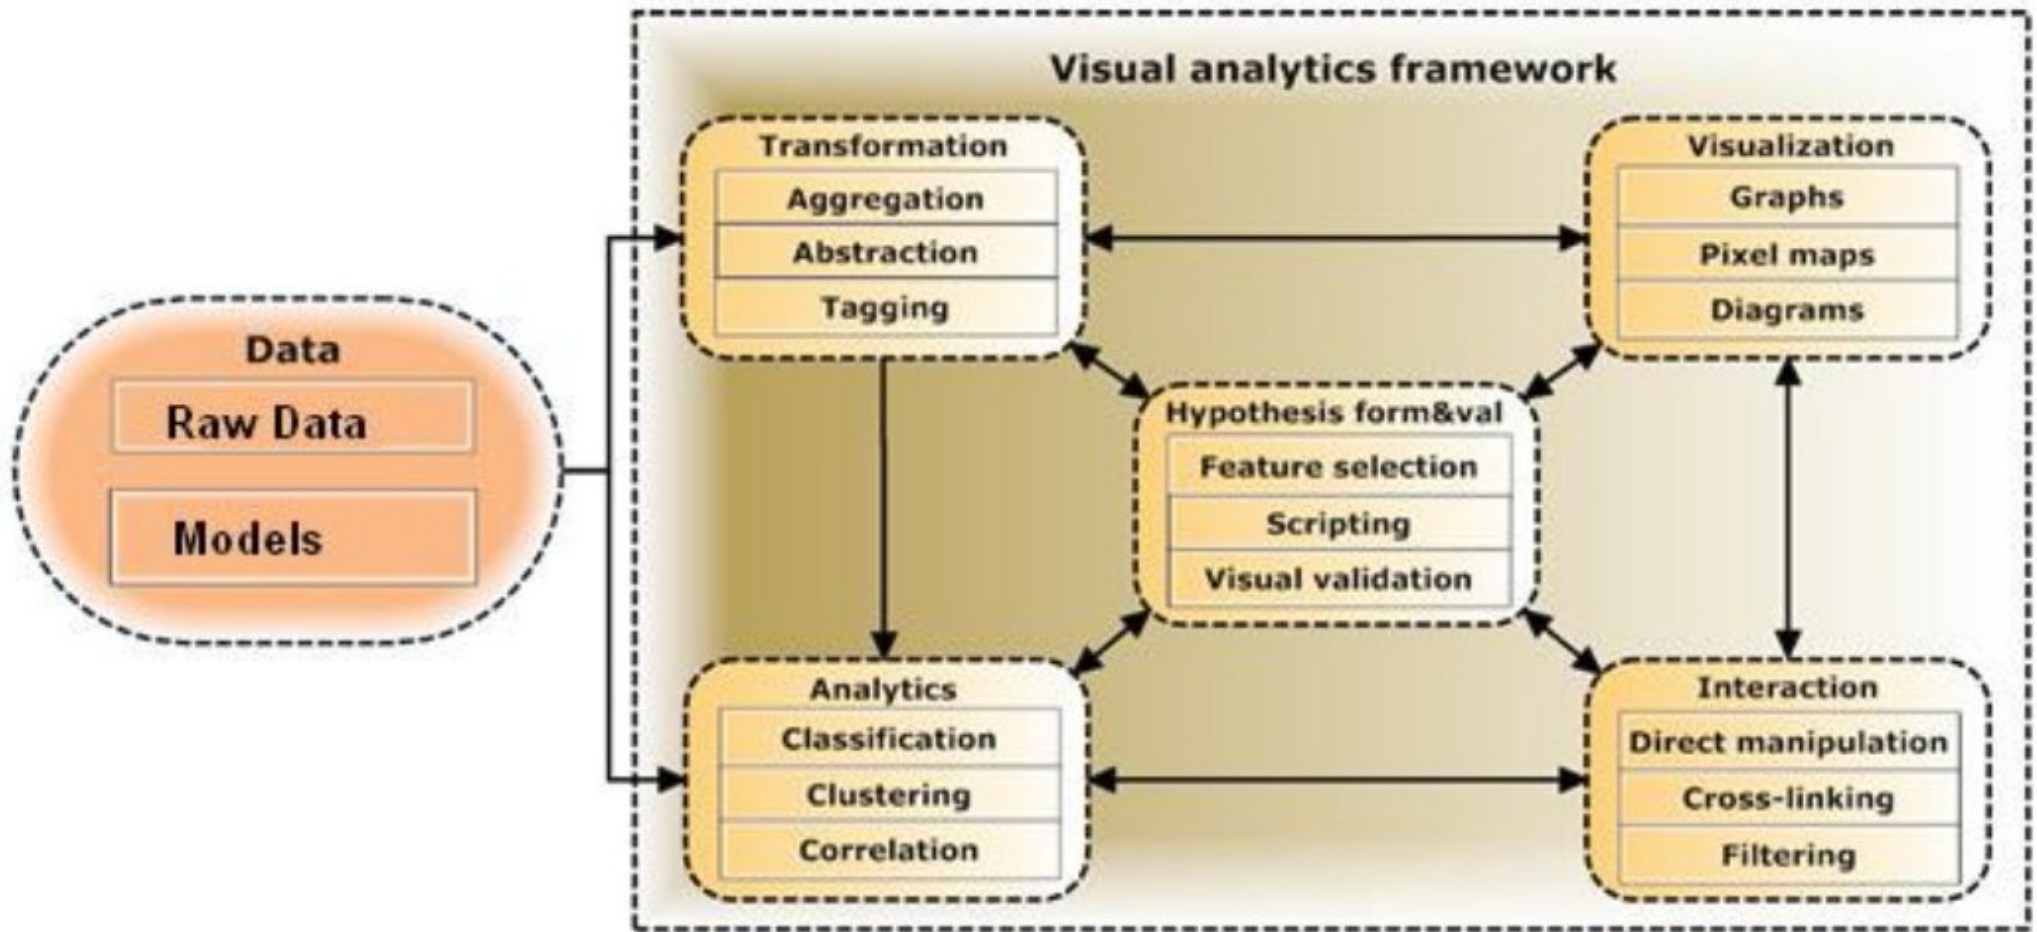 Visual analytics framework
Transformation
Aggregation
Abstraction
Tagging
Visualization
Graphs
Pixel maps
Diagrams
Data
Raw Data
Models
Hypothesis form&val
Feature selection
Scripting
Visual validation
Analytics
Classification
Clustering
Correlation
Interaction
Direct manipulation
Cross-linking
Filtering